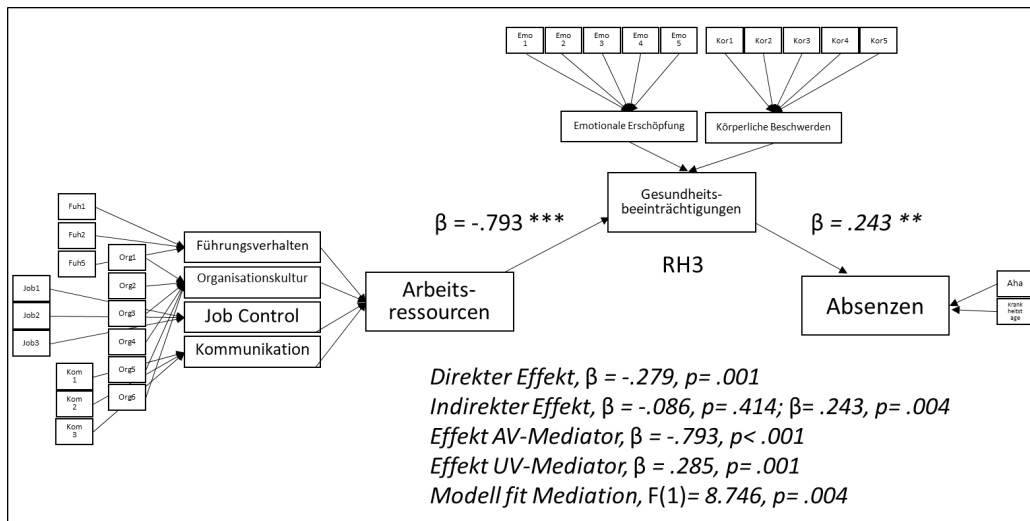 Emo 1
Emo 2
Emo 3
Emo 4
Emo 5
Kor1
Kor2
Kor3
Kor4
Kor5
Emotionale Erschöpfung
Körperliche Beschwerden
Gesundheits-
beeinträchtigungen
β = -.793 ***
β = .243 **
RH3
Fuh1
Fuh2
Fuh5
Org1
Org2
Org3
Org4
Org5
Org6
Job1
Job2
Job3
Kom 1
Kom 2
Kom 3
Führungsverhalten
Organisationskultur
Job Control
Kommunikation
Arbeits-
ressourcen
Absenzen
Aha
Kran
kheitst
age
Direkter Effekt, β = -.279, p= .001
Indirekter Effekt, β = -.086, p= .414; β= .243, p= .004
Effekt AV-Mediator, β = -.793, p< .001
Effekt UV-Mediator, β = .285, p= .001
Modell fit Mediation, F(1)= 8.746, p= .004